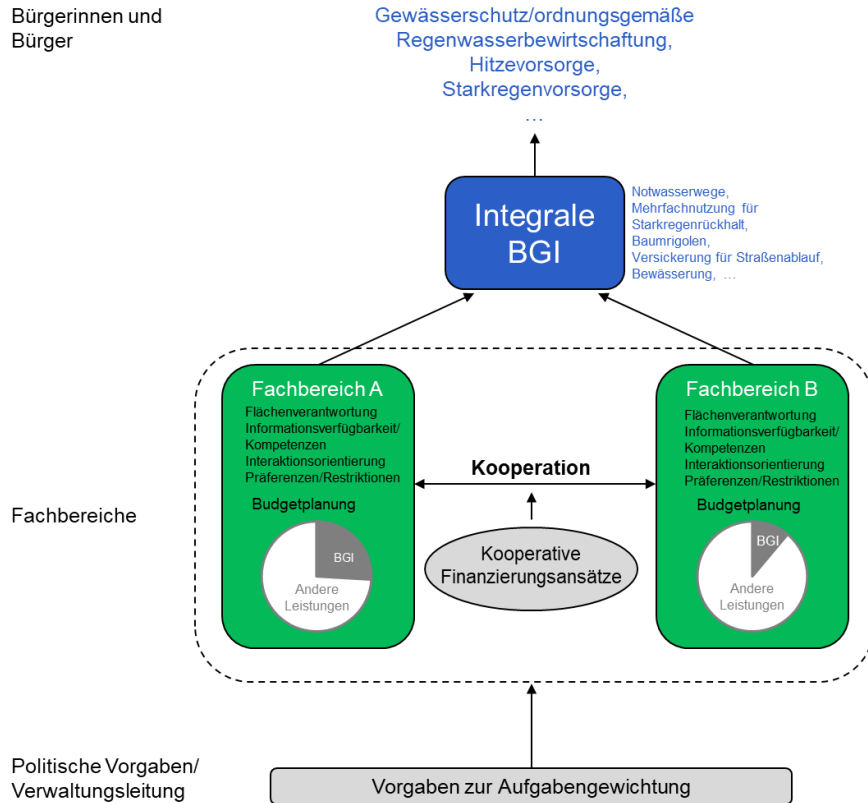 Bürgerinnen und
Bürger
Gewässerschutz/ordnungsgemäße
Regenwasserbewirtschaftung,
Hitzevorsorge,
Starkregenvorsorge,
...
Integrale
BGI
Notwasserwege,
Mehrfachnutzung für
Starkregenrückhalt,
Baumrigolen,
Versickerung für Straßenablauf,
Bewässerung, ...
Fachbereiche
Fachbereich A
Flächenverantwortung
Informationsverfügbarkeit/
Kompetenzen
Interaktionsorientierung
Präferenzen/Restriktionen
Budgetplanung
BGI
Andere
Leistungen
Kooperation
Kooperative
Finanzierungsansätze
Fachbereich B
Flächenverantwortung
Informationsverfügbarkeit/
Kompetenzen
Interaktionsorientierung
Präferenzen/Restriktionen
Budgetplanung
BGI
Andere
Leistungen
Politische Vorgaben/
Verwaltungsleitung
Vorgaben zur Aufgabengewichtung